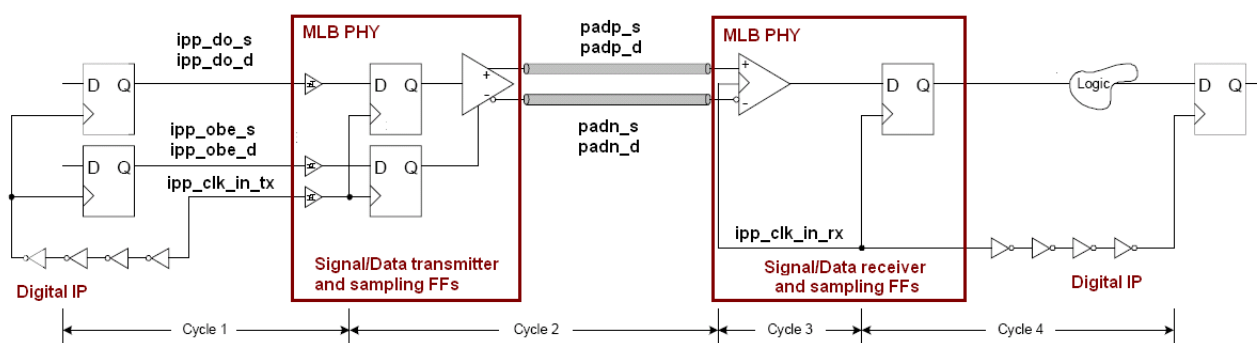 ipp_do_s
ipp_do_d
MLB PHY
padp_s
padp_d
MLB PHY
D Q
D Q
+
−
+
−
D Q
Logic
D Q
ipp_obe_s
ipp_obe_d
padn_s
padn_d
D Q
D Q
ipp_clk_in_tx
ipp_clk_in_rx
Digital IP
Signal/Data transmitter
and sampling FFs
Signal/Data receiver
and sampling FFs
Digital IP
Cycle 1
Cycle 2
Cycle 3
Cycle 4